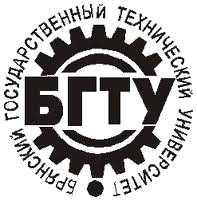 БРЯНСКИЙ ГОСУДАРСТВЕННЫЙ ТЕХНИЧЕСКИЙ УНИВЕРСИТЕТ
БГТУ